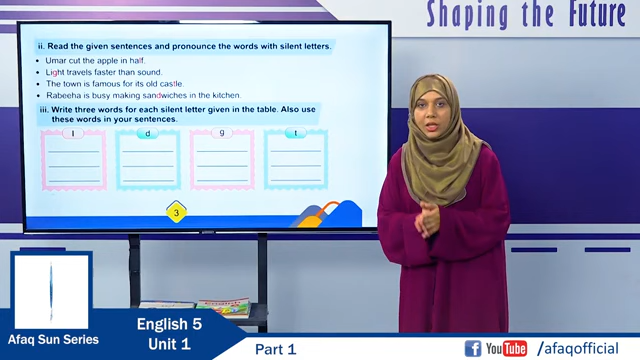 Shaping the Future
ii. Read the given sentences and pronounce the words with silent letters.
• Umar cut the apple in half.
• Light travels faster than sound.
• The town is famous for its old castle.
• Rabeeha is busy making sandwiches in the kitchen.
iii. Write three words for each silent letter given in the table. Also use
these words in your sentences.
l d g t
3
Afaq Sun Series
English 5
Unit 1
Part 1
f YouTube /afaqofficial